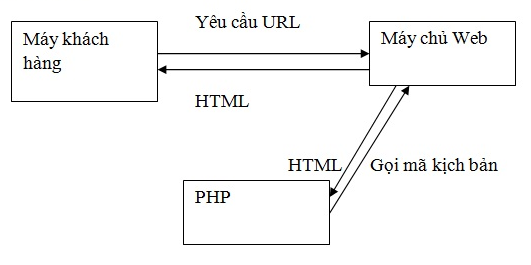 Yêu cầu URL
Máy khách
hàng
Máy chủ Web
HTML
HTML
Gọi mã kịch bản
PHP